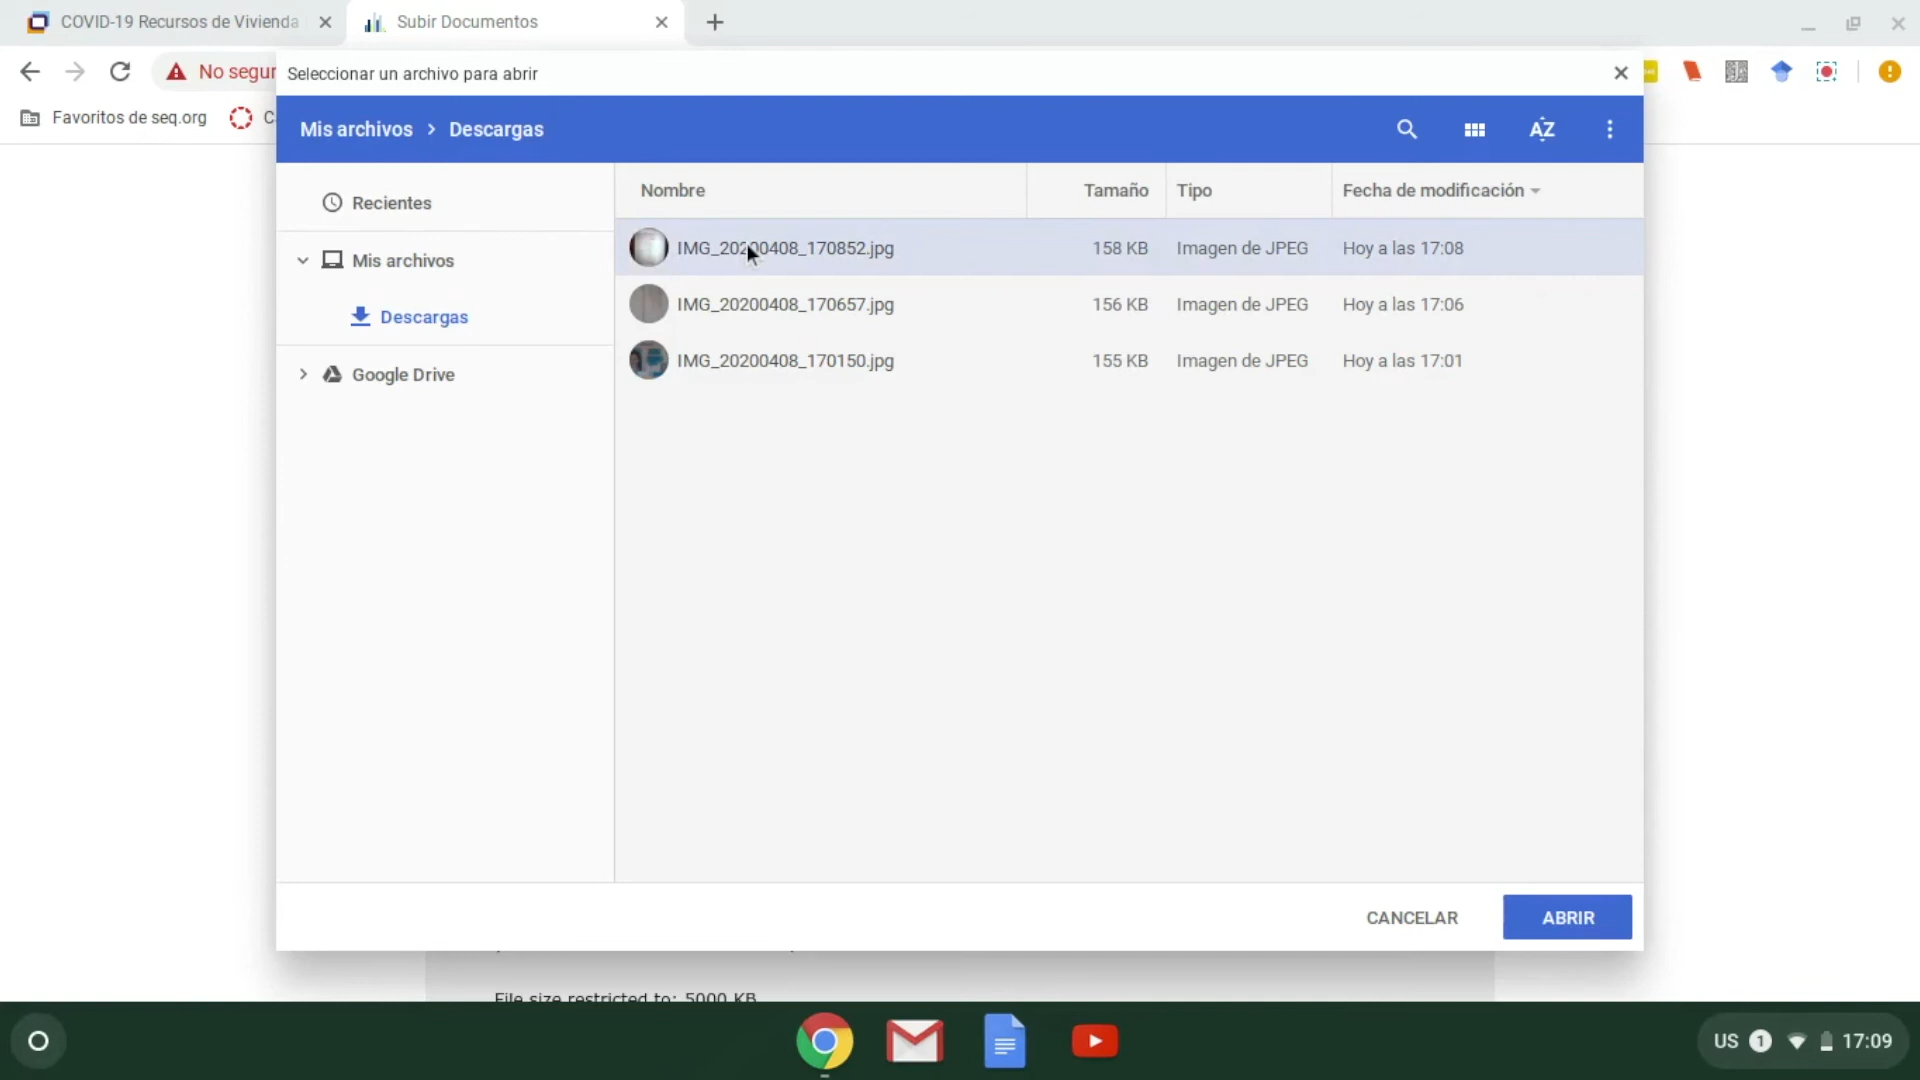 COVID-19 Recursos de Vivienda
Subir Documentos
No segur
Seleccionar un archivo para abrir
Favoritos de seq.org
Mis archivos > Descargas
AZ
Recientes
Mis archivos
Descargas
Google Drive
Nombre Tamaño Tipo Fecha de modificación
IMG_20200408_170852.jpg 158 KB Imagen de JPEG Hoy a las 17:08
IMG_20200408_170657.jpg 156 KB Imagen de JPEG Hoy a las 17:06
IMG_20200408_170150.jpg 155 KB Imagen de JPEG Hoy a las 17:01
CANCELAR ABRIR
File size restricted to: 5000 KB
US 1 17:09